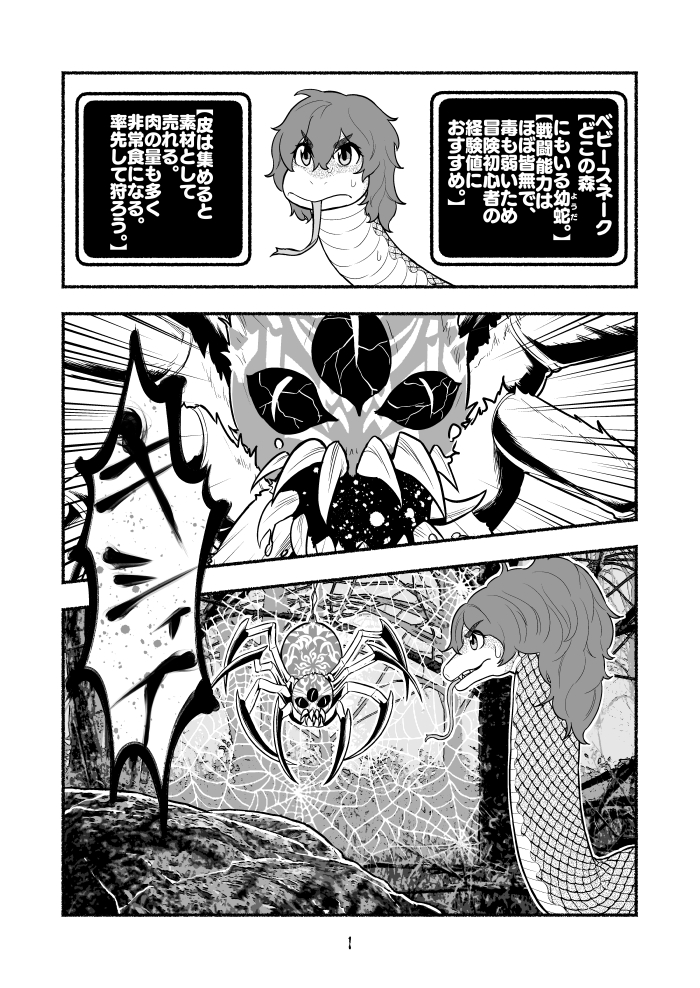 ベビースネーク
【どこの森
にもいる幼蛇。】
ようだ
【戦闘能力は
ほぼ皆無で、
毒も弱いため
冒険初心者の
経験値に
おすすめ。】
【皮は集めると
素材として
売れる。
肉の量も多く
非常食になる。
率先して狩ろう。】
1